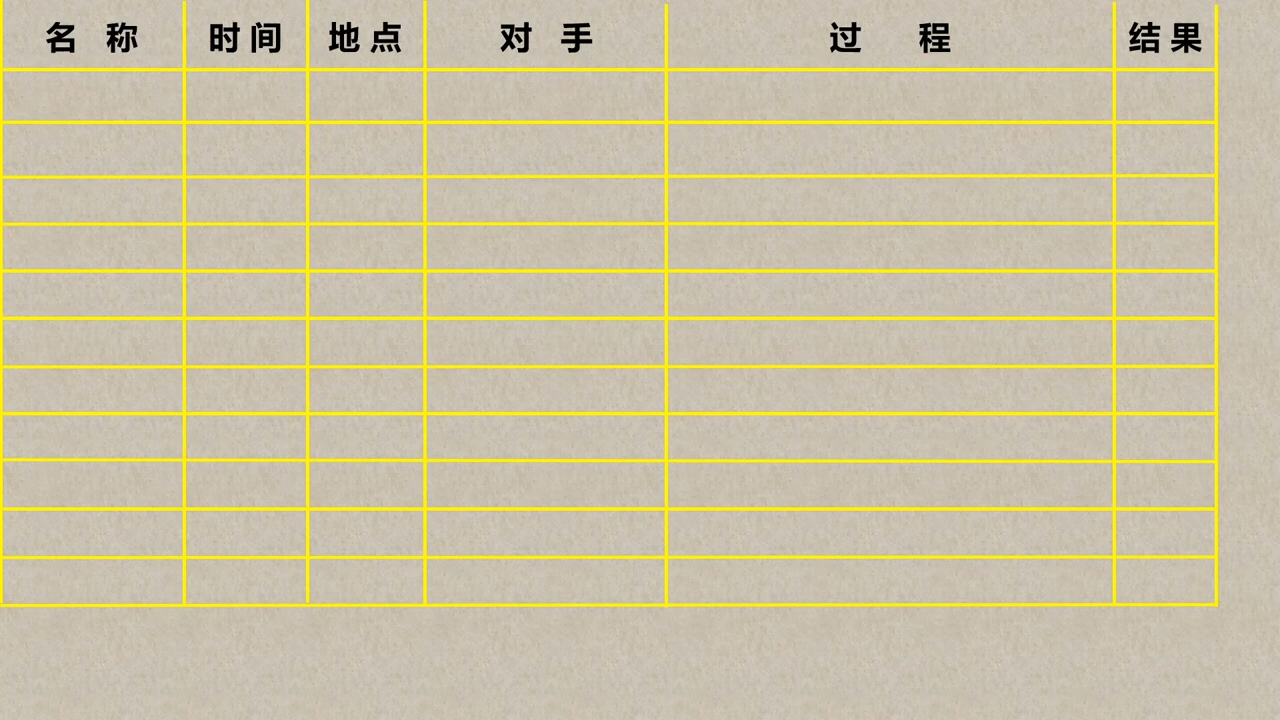 名 称 时间 地点 对 手 过 程 结果